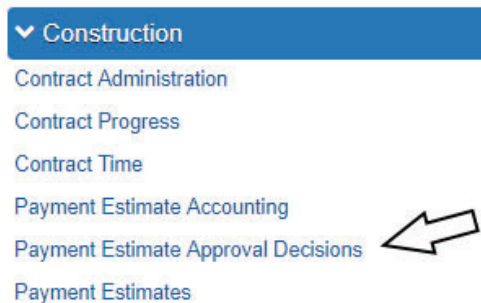 Construction
Contract Administration
Contract Progress
Contract Time
Payment Estimate Accounting
Payment Estimate Approval Decisions
Payment Estimates